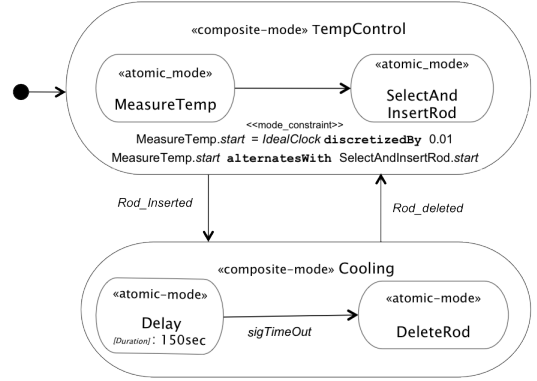 «composite-mode» TempControl
«atomic_mode»
MeasureTemp
«atomic_mode»
SelectAnd
InsertRod
<<mode_constraint>>
MeasureTemp.start = IdealClock discretizedBy 0.01
MeasureTemp.start alternatesWith SelectAndInsertRod.start
Rod_Inserted
Rod_deleted
«composite-mode» Cooling
«atomic-mode»
Delay
[Duration]: 150sec
sigTimeOut
«atomic-mode»
DeleteRod